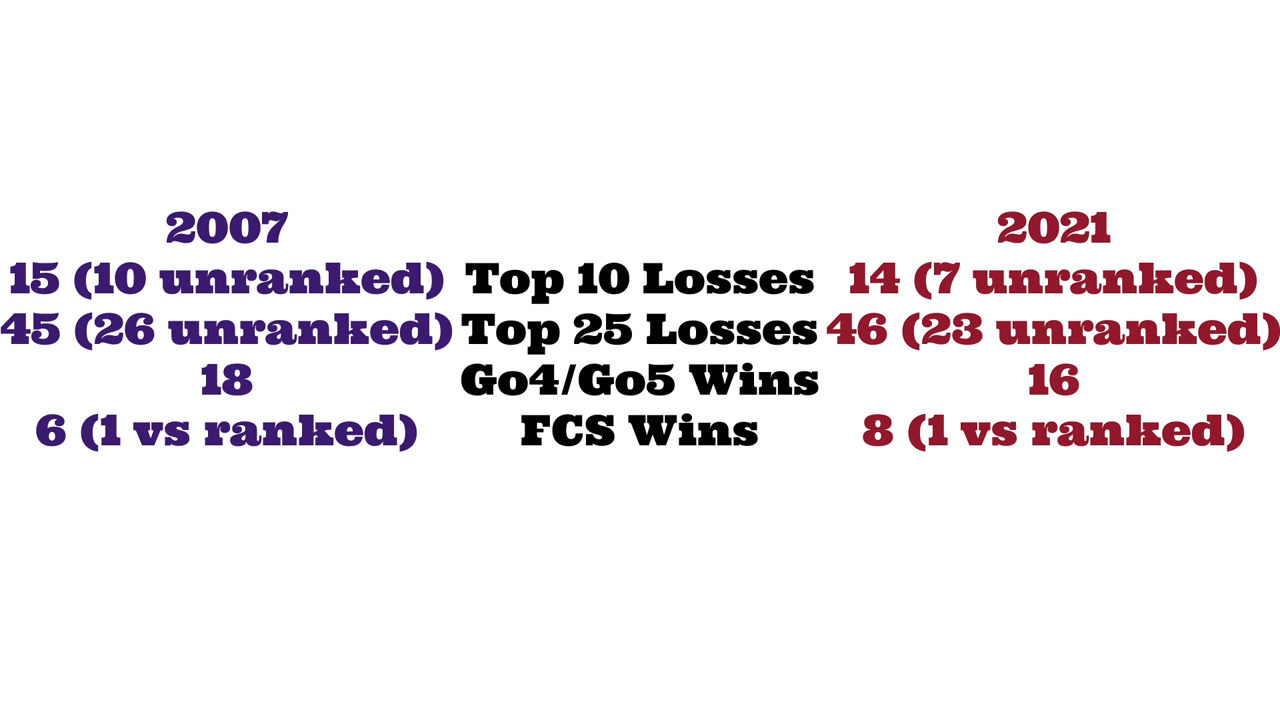 2007 2021
15 (10 unranked) Top 10 Losses 14 (7 unranked)
45 (26 unranked) Top 25 Losses 46 (23 unranked)
18 Go4/Go5 Wins 16
6 (1 vs ranked) FCS Wins 8 (1 vs ranked)